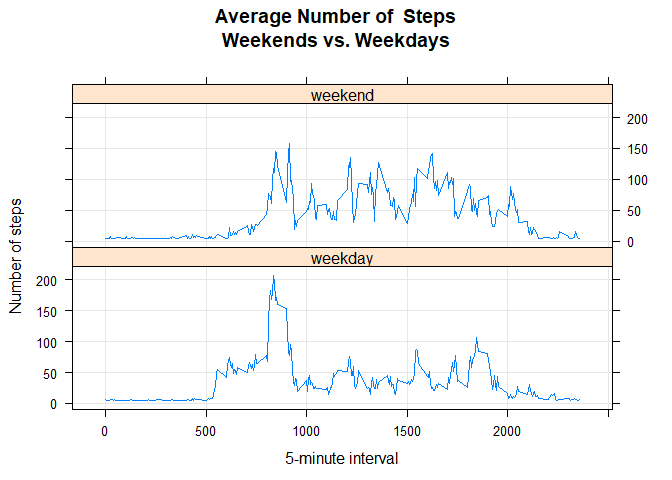 Average Number of  Steps
Weekends vs. Weekdays
weekend
200
150
100
50
0
weekday
200
150
100
50
0
Number of steps
0 500 1000 1500 2000
5-minute interval